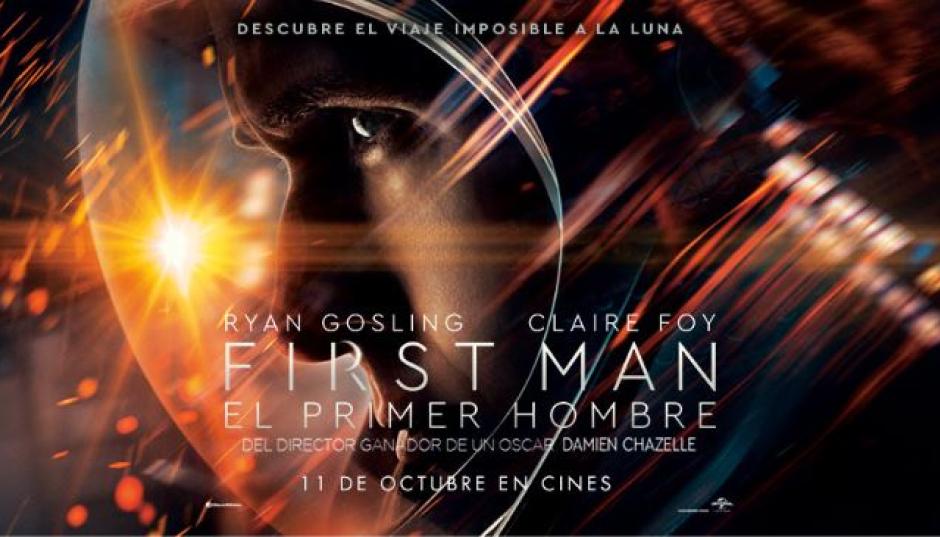 DESCUBRE EL VIAJE IMPOSIBLE A LA LUNA
RYAN GOSLING CLAIRE FOY
FIRST MAN
EL PRIMER HOMBRE
DEL DIRECTOR GANADOR DE UN OSCAR DAMIEN CHAZELLE
11 DE OCTUBRE EN CINES